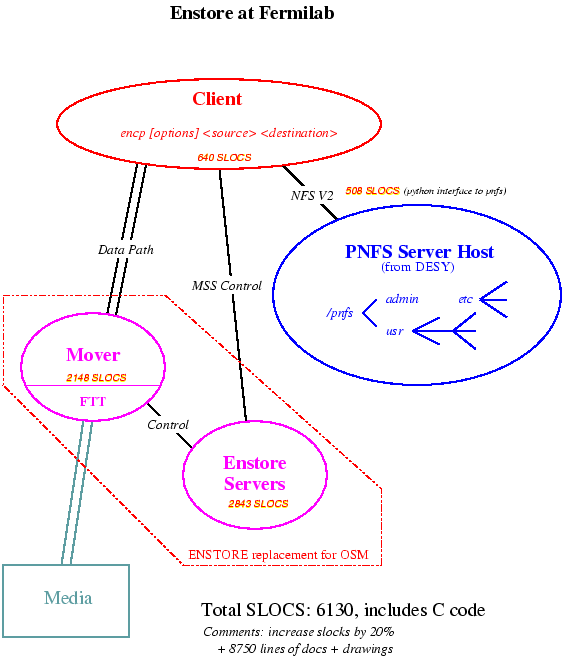 Enstore at Fermilab
Client
encp [options] <source> <destination>
640 SLOCS
NFS V2
508 SLOCS (python interface to pnfs)
Data Path
MSS Control
PNFS Server Host
(from DESY)
/pnfs
admin
etc
usr
Mover
2148 SLOCS
FTT
Control
Enstore
Servers
2843 SLOCS
ENSTORE replacement for OSM
Media
Total SLOCS: 6130, includes C code
Comments: increase slocks by 20%
+ 8750 lines of docs + drawings